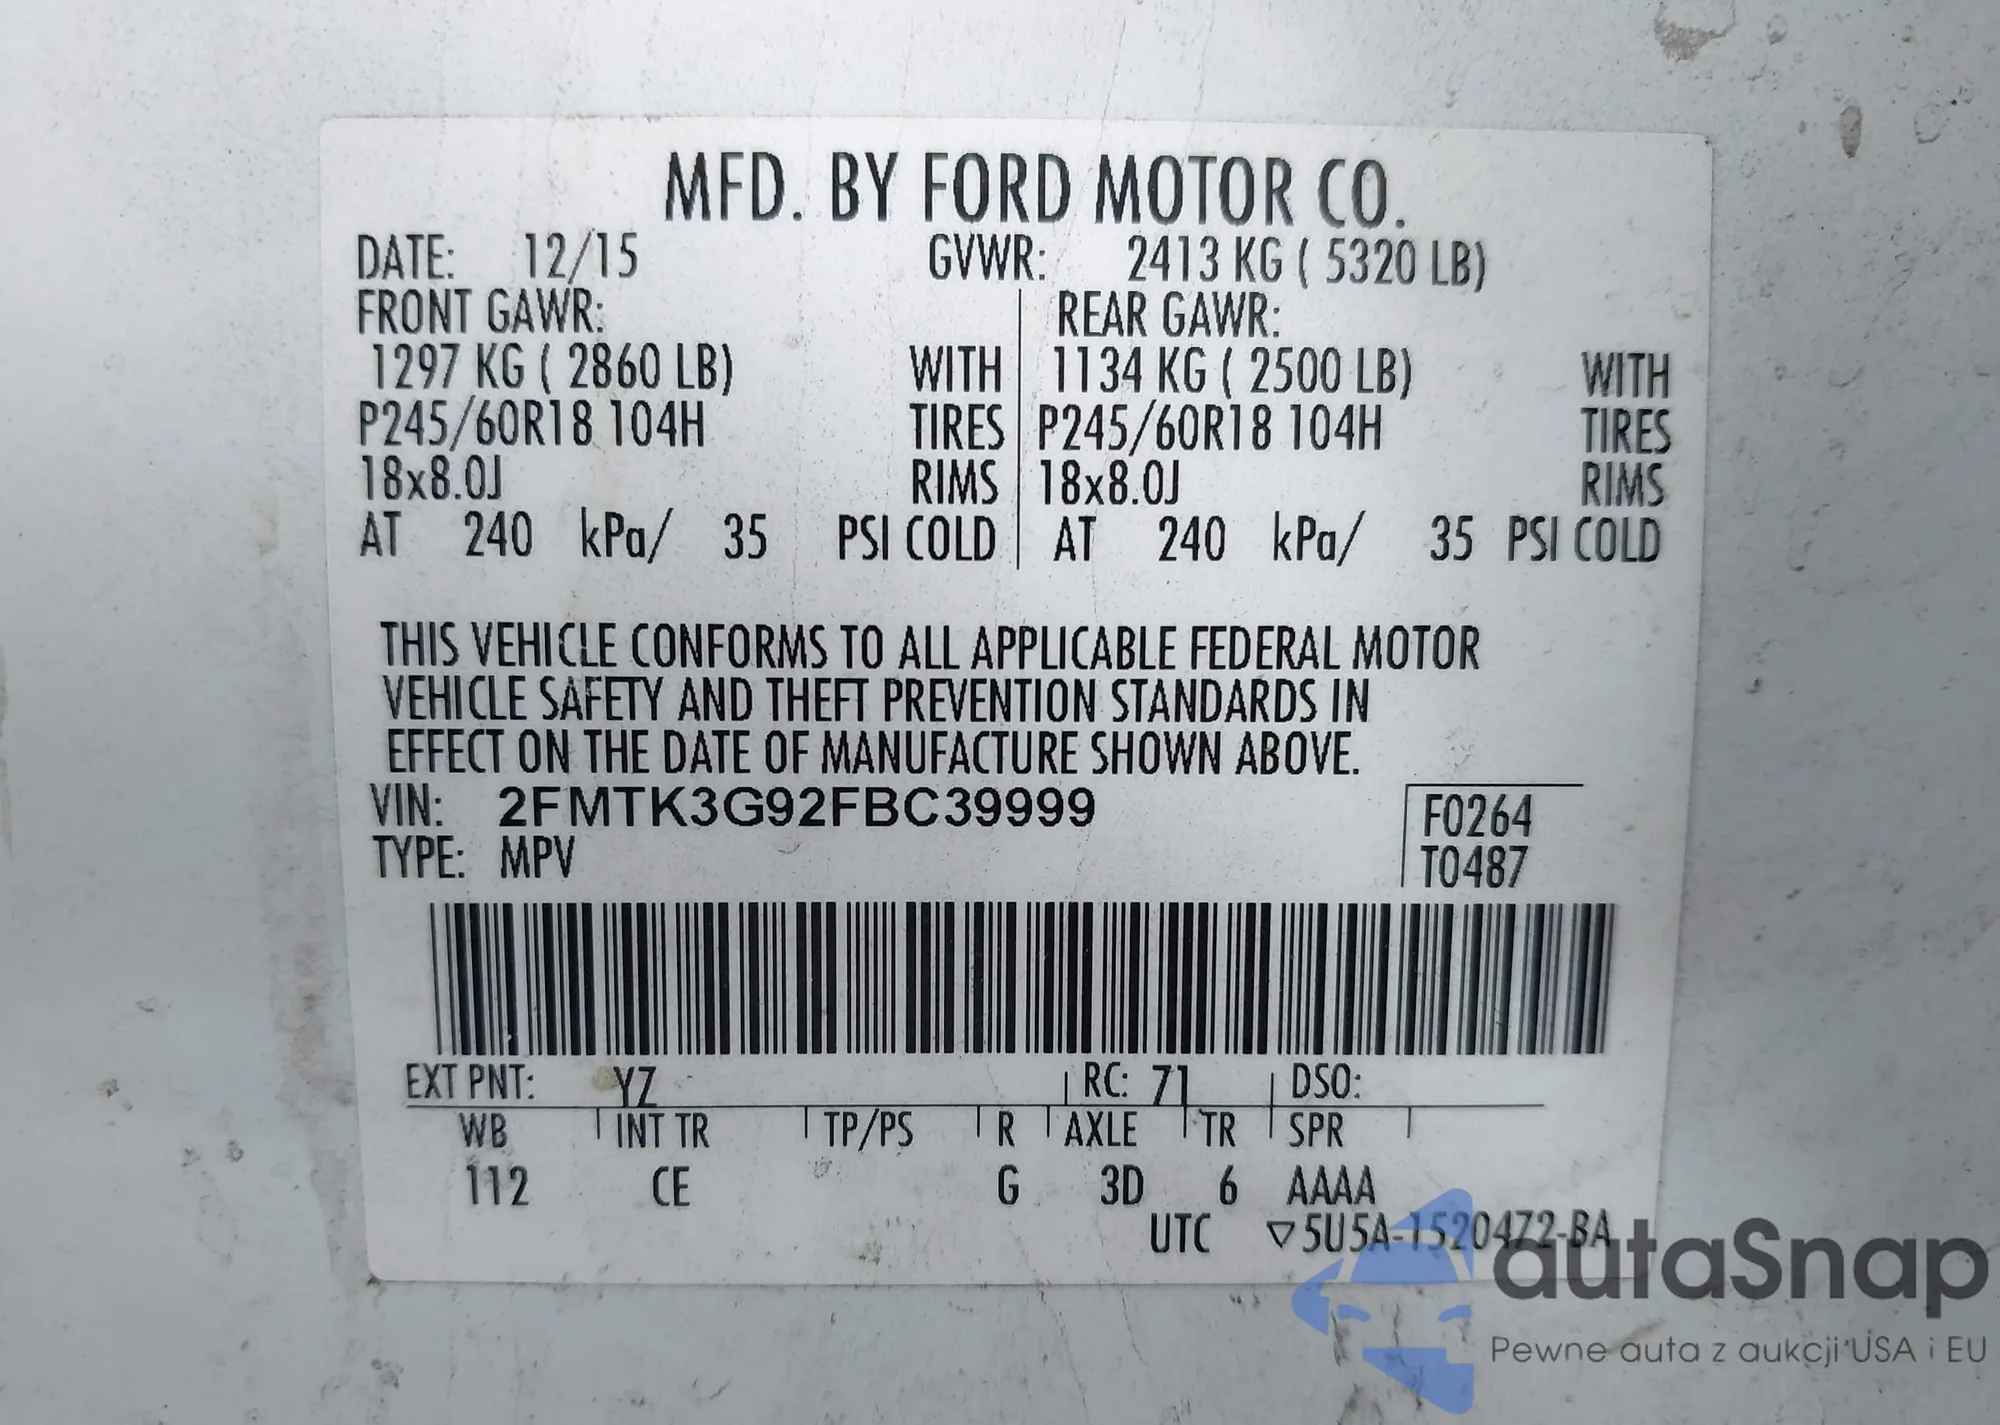 MFD. BY FORD MOTOR CO.
DATE: 12/15 GVWR: 2413 KG ( 5320 LB)
FRONT GAWR: REAR GAWR:
1297 KG ( 2860 LB) WITH 1134 KG ( 2500 LB) WITH
P245/60R18 104H TIRES P245/60R18 104H TIRES
18x8.0J RIMS 18x8.0J RIMS
AT 240 kPa/ 35 PSI COLD AT 240 kPa/ 35 PSI COLD
THIS VEHICLE CONFORMS TO ALL APPLICABLE FEDERAL MOTOR
VEHICLE SAFETY AND THEFT PREVENTION STANDARDS IN
EFFECT ON THE DATE OF MANUFACTURE SHOWN ABOVE.
VIN: 2FMTK3G92FBC39999 F0264
TYPE: MPV T0487
EXT PNT: YZ RC: 71 DSO:
WB INT TR TP/PS R AXLE TR SPR
112 CE G 3D 6 AAAA
UTC ▽5U5A-1520472-BA
autaSnap
Pewne auta z aukcji USA i EU